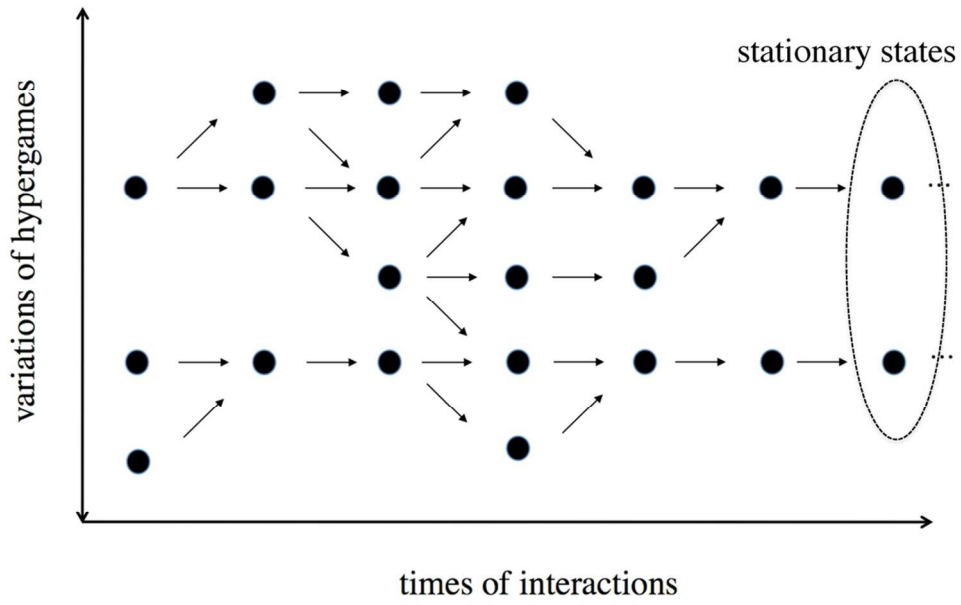 stationary states
variations of hypergames
...
...
times of interactions